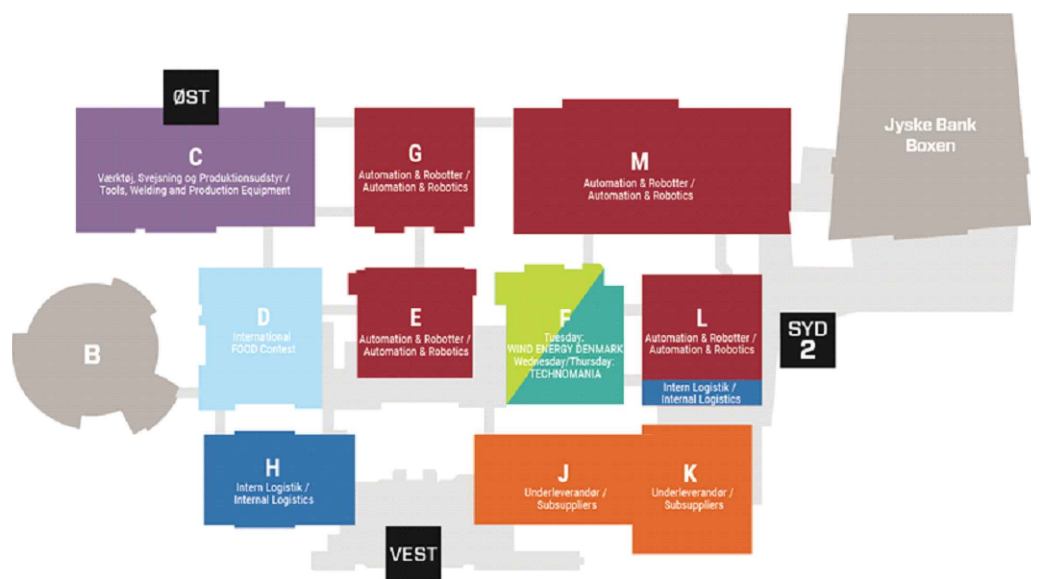 ØST
C
Værktøj, Svejsning og Produktionsudstyr /
Tools, Welding and Production Equipment
G
Automation & Robotter /
Automation & Robotics
M
Automation & Robotter /
Automation & Robotics
Jyske Bank
Boxen
B
D
International
FOOD Contest
E
Automation & Robotter /
Automation & Robotics
F
Tuesday:
WIND ENERGY DENMARK
Wednesday/Thursday:
TECHNOMANIA
L
Automation & Robotter /
Automation & Robotics
Intern Logistik /
Internal Logistics
SYD
2
H
Intern Logistik /
Internal Logistics
J
Underleverandør /
Subsuppliers
K
Underleverandør /
Subsuppliers
VEST